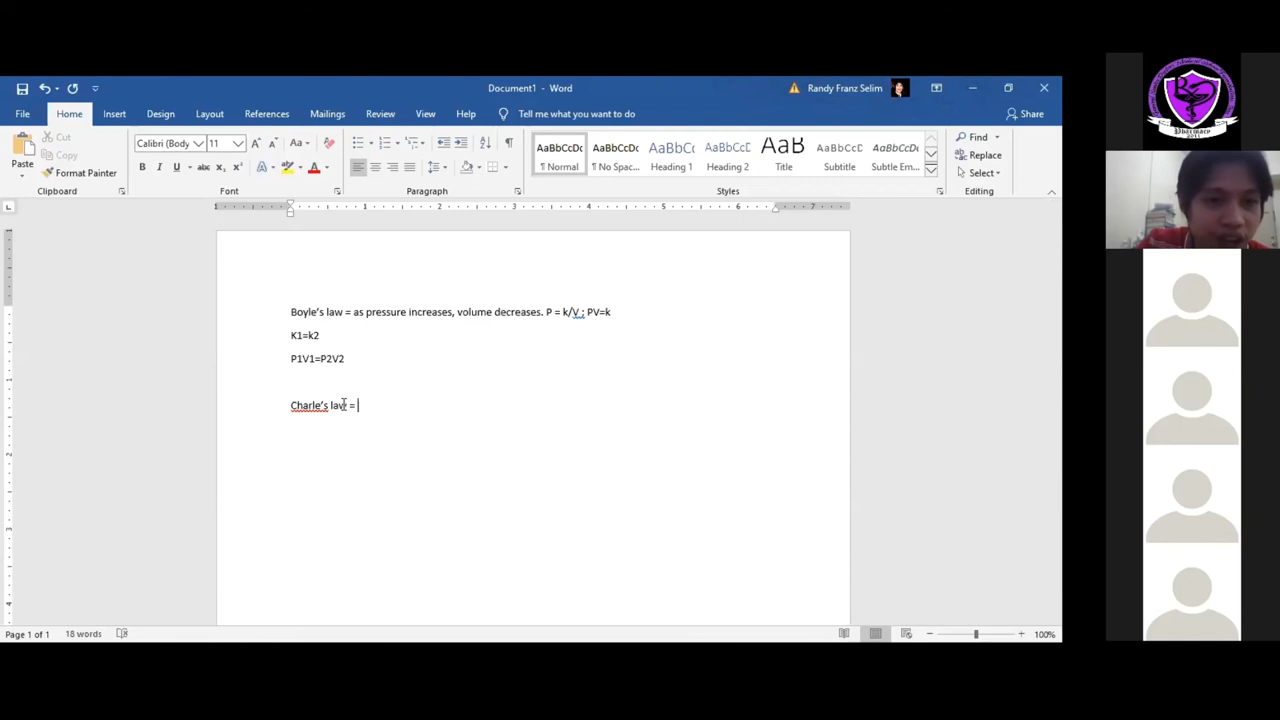 Document1 - Word
Randy Franz Selim
File Home Insert Design Layout References Mailings Review View Help Tell me what you want to do Share
Paste
Cut
Copy
Format Painter
Calibri (Body) 11
AaBbCcDc AaBbCcDc AaBbCc AaBbCcD AaB AaBbCcD AaBbCcDc
¶ Normal ¶ No Spac... Heading 1 Heading 2 Title Subtitle Subtle Em...
Find
Replace
Select
Clipboard Font Paragraph Styles Editing
Boyle's law = as pressure increases, volume decreases. P = k/V ; PV=k
K1=k2
P1V1=P2V2
Charle's law =
Page 1 of 1 18 words 100%
Pharmacy